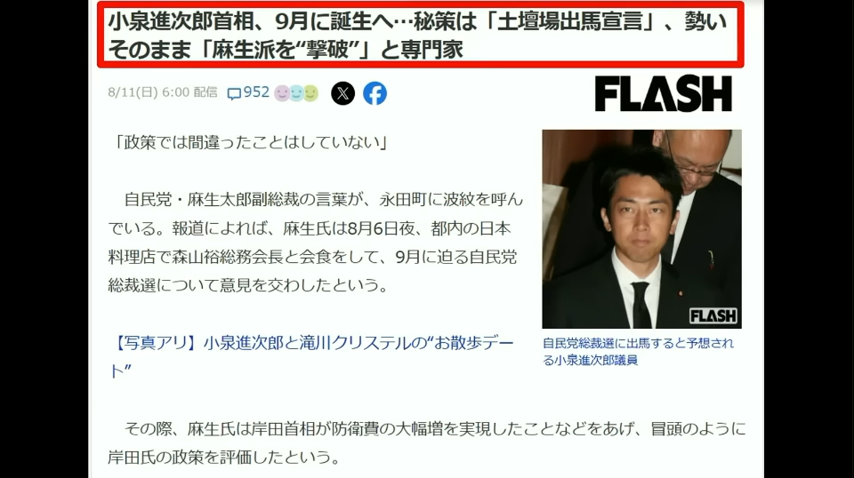 小泉進次郎首相、9月に誕生へ…秘策は「土壇場出馬宣言」、勢い
そのまま「麻生派を“撃破”」と専門家
8/11(日) 6:00 配信 952
FLASH
「政策では間違ったことはしていない」
自民党・麻生太郎副総裁の言葉が、永田町に波紋を呼ん
でいる。報道によれば、麻生氏は8月6日夜、都内の日本
料理店で森山裕総務会長と会食をして、9月に迫る自民党
総裁選について意見を交わしたという。
FLASH
自民党総裁選に出馬すると予想され
る小泉進次郎議員
【写真アリ】小泉進次郎と滝川クリステルの“お散歩デー
ト”
その際、麻生氏は岸田首相が防衛費の大幅増を実現したことなどをあげ、冒頭のように
岸田氏の政策を評価したという。